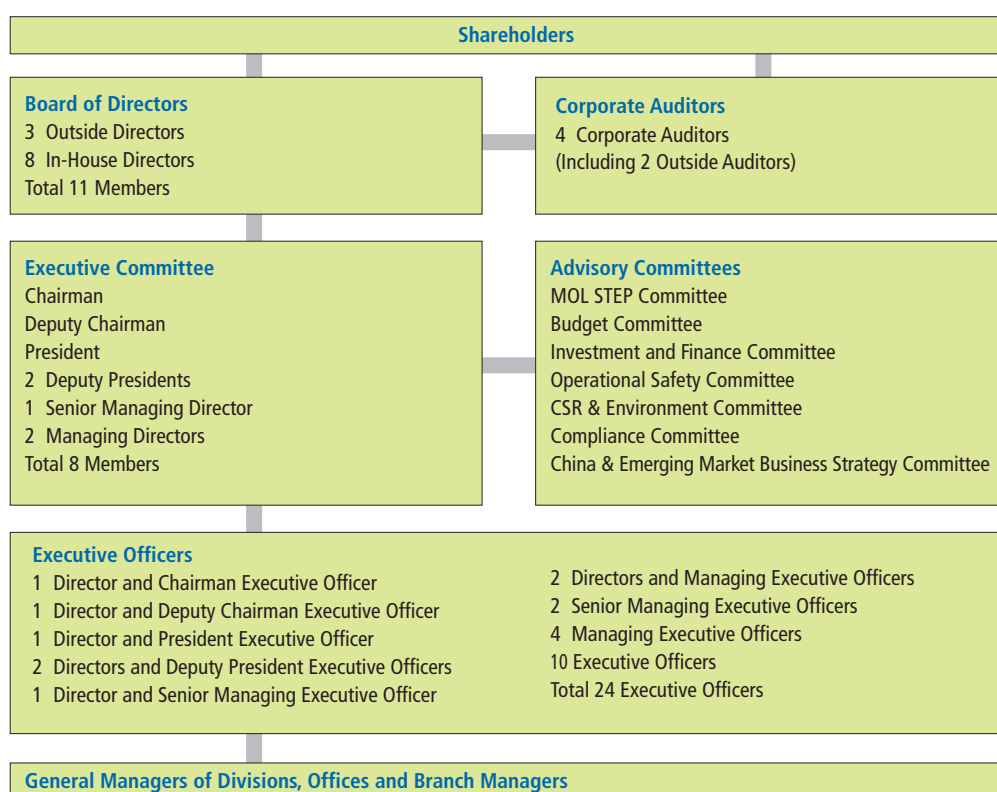 Shareholders
Board of Directors
3 Outside Directors
8 In-House Directors
Total 11 Members
Corporate Auditors
4 Corporate Auditors
(Including 2 Outside Auditors)
Executive Committee
Chairman
Deputy Chairman
President
2 Deputy Presidents
1 Senior Managing Director
2 Managing Directors
Total 8 Members
Advisory Committees
MOL STEP Committee
Budget Committee
Investment and Finance Committee
Operational Safety Committee
CSR & Environment Committee
Compliance Committee
China & Emerging Market Business Strategy Committee
Executive Officers
1 Director and Chairman Executive Officer
1 Director and Deputy Chairman Executive Officer
1 Director and President Executive Officer
2 Directors and Deputy President Executive Officers
1 Director and Senior Managing Executive Officer
2 Directors and Managing Executive Officers
2 Senior Managing Executive Officers
4 Managing Executive Officers
10 Executive Officers
Total 24 Executive Officers
General Managers of Divisions, Offices and Branch Managers